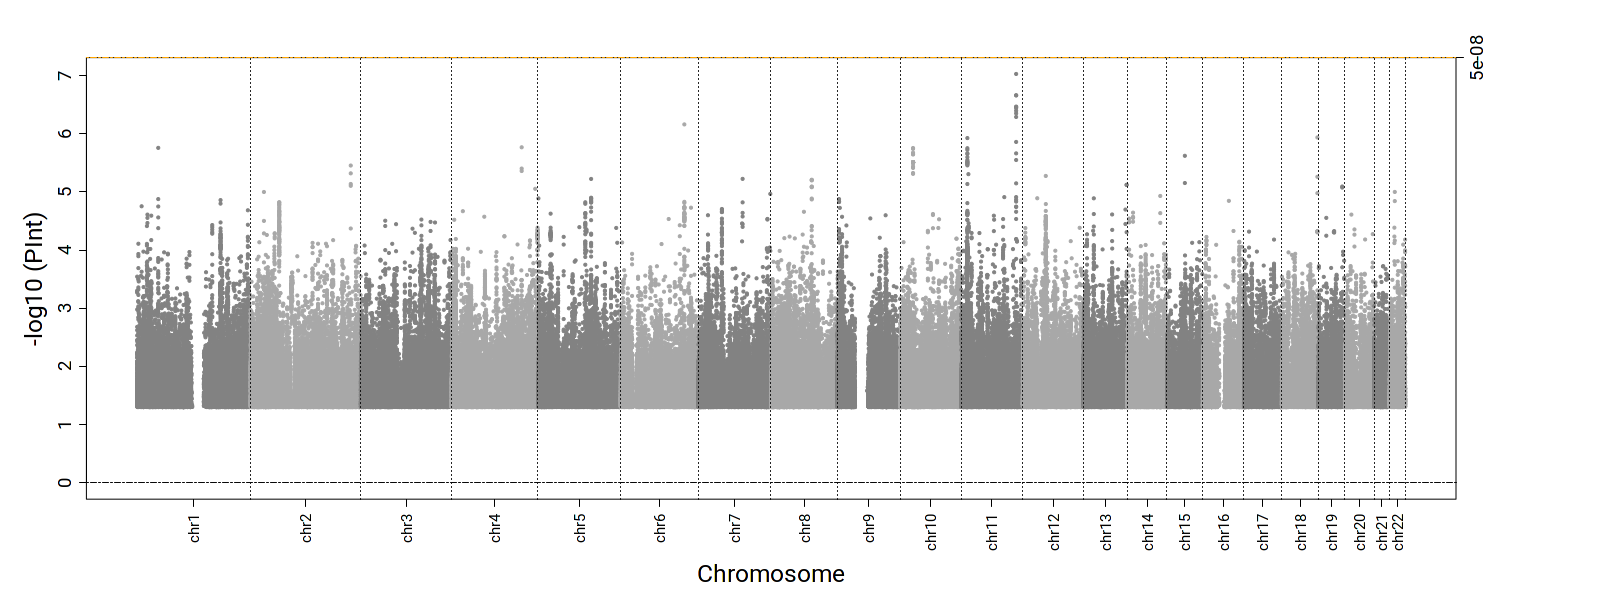 5e-08
-log10 (PInt)
7
6
5
4
3
2
1
0
chr1
chr2
chr3
chr4
chr5
chr6
chr7
chr8
chr9
chr10
chr11
chr12
chr13
chr14
chr15
chr16
chr17
chr18
chr19
chr20
chr21
chr22
Chromosome